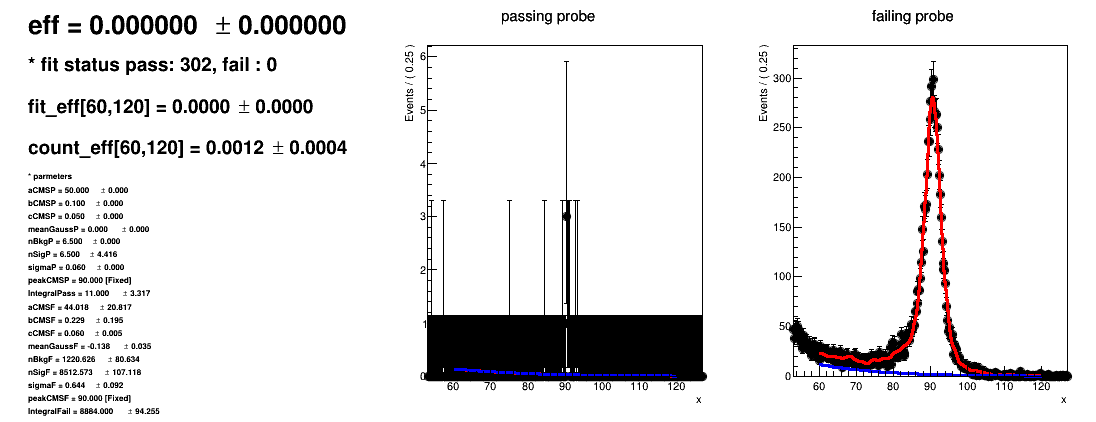 eff = 0.000000 ± 0.000000
* fit status pass: 302, fail : 0
fit_eff[60,120] = 0.0000 ± 0.0000
count_eff[60,120] = 0.0012 ± 0.0004
* parmeters
aCMSP = 50.000 ± 0.000
bCMSP = 0.100 ± 0.000
cCMSP = 0.050 ± 0.000
meanGaussP = 0.000 ± 0.000
nBkgP = 6.500 ± 0.000
nSigP = 6.500 ± 4.416
sigmaP = 0.060 ± 0.000
peakCMSP = 90.000 [Fixed]
IntegralPass = 11.000 ± 3.317
aCMSF = 44.018 ± 20.817
bCMSF = 0.229 ± 0.195
cCMSF = 0.060 ± 0.005
meanGaussF = -0.138 ± 0.035
nBkgF = 1220.626 ± 80.634
nSigF = 8512.573 ± 107.118
sigmaF = 0.644 ± 0.092
peakCMSF = 90.000 [Fixed]
IntegralFail = 8884.000 ± 94.255
passing probe
Events / ( 0.25 )
6
5
4
3
2
1
0
60 70 80 90 100 110 120
x
failing probe
Events / ( 0.25 )
300
250
200
150
100
50
0
60 70 80 90 100 110 120
x